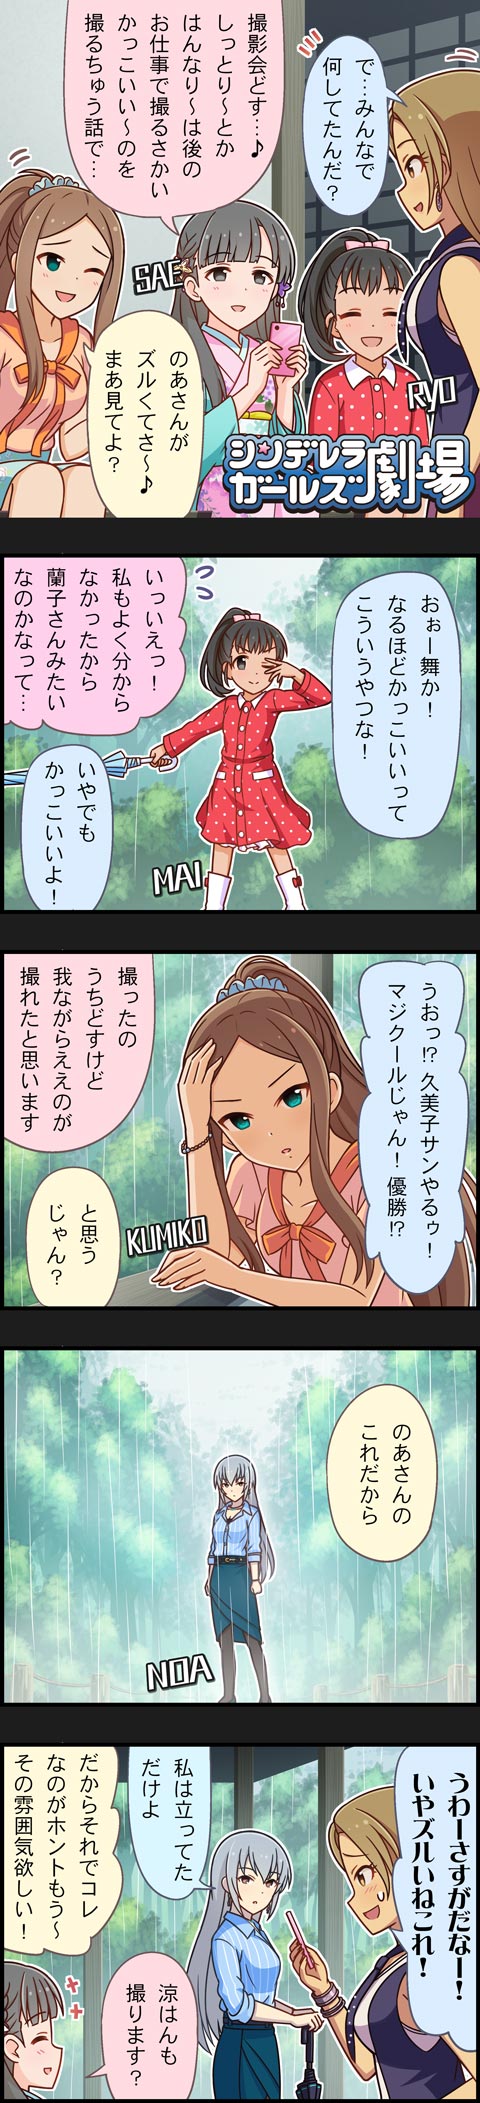 で…みんなで
何してたんだ?
撮影会どす…♪
しっとり～とか
はんなり～は後の
お仕事で撮るさかい
かっこいい～のを
撮るちゅう話で…
SAE
のあさんが
ズルくてさ～♪
まあ見てよ?
RYO
シンデレラ
ガールズ劇場
おぉー舞か!
なるほどかっこいいって
こういうやつな!
いっいえっ!
私もよく分から
なかったから
蘭子さんみたい
なのかなって…
いやでも
かっこいいよ!
MAI
うおっ!?久美子サンやるゥ!
マジクールじゃん!優勝!?
撮ったの
うちどすけど
我ながらええのが
撮れたと思います
と思う
じゃん?
KUMIKO
のあさんの
これだから
NOA
うわーさすがだなー!
いやズルいねこれ!
私は立ってた
だけよ
だからそれでコレ
なのがホントもう～
その雰囲気欲しい!
涼はんも
撮ります?